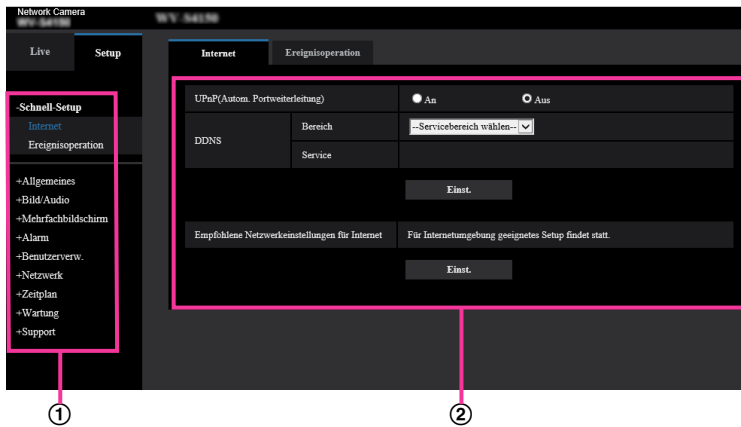 Network Camera
WV-S4150 WV-S4150
Live Setup
Internet Ereignisoperation
-Schnell-Setup
Internet
Ereignisoperation
+Allgemeines
+Bild/Audio
+Mehrfachbildschirm
+Alarm
+Benutzerverw.
+Netzwerk
+Zeitplan
+Wartung
+Support
UPnP(Autom. Portweiterleitung) An Aus
DDNS
Bereich --Servicebereich wählen--
Service
Einst.
Empfohlene Netzwerkeinstellungen für Internet Für Internetumgebung geeignetes Setup findet statt.
Einst.
① ②